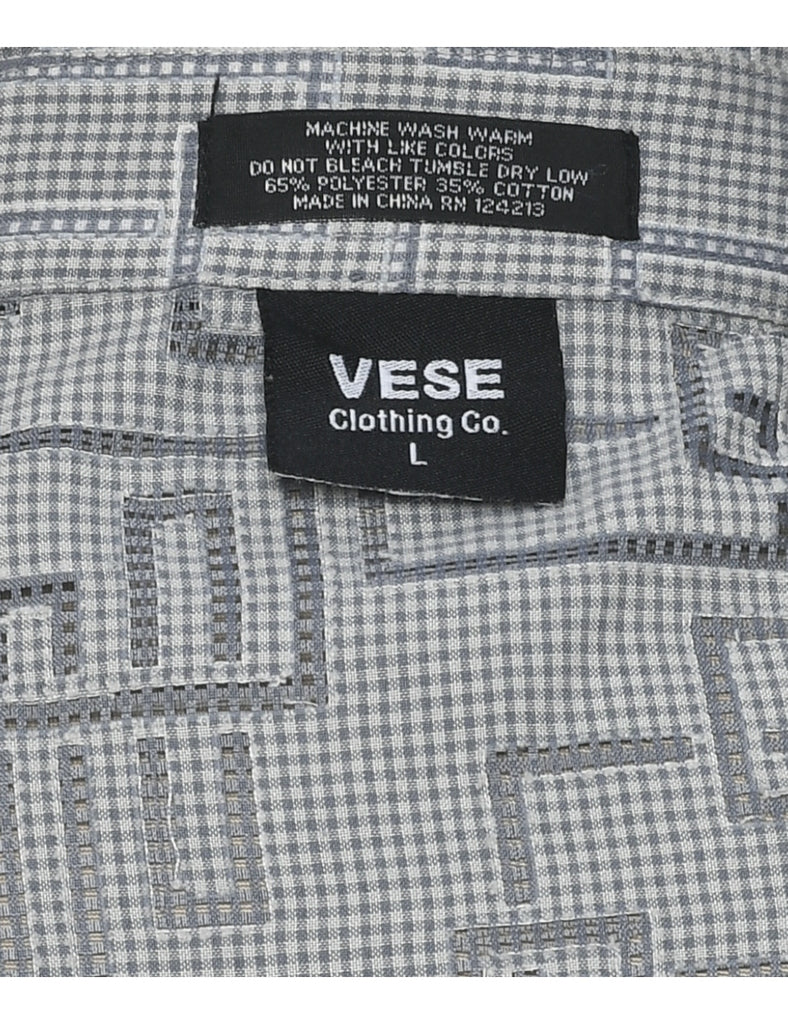 MACHINE WASH WARM
WITH LIKE COLORS
DO NOT BLEACH TUMBLE DRY LOW
65% POLYESTER 35% COTTON
MADE IN CHINA RN 124213
VESE
Clothing Co.
L